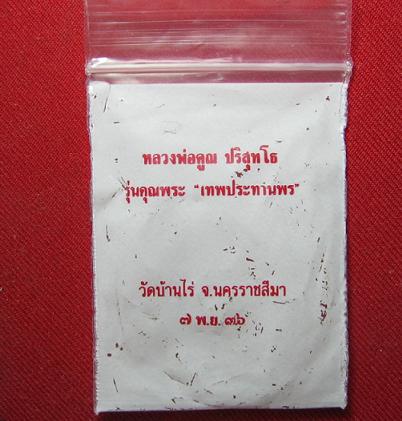 หลวงพ่อคูณ ปริสุทโธ
รุ่นคุณพระ "เทพประทานพร"
วัดบ้านไร่ จ.นครราชสีมา
๗ พ.ย. ๓๖